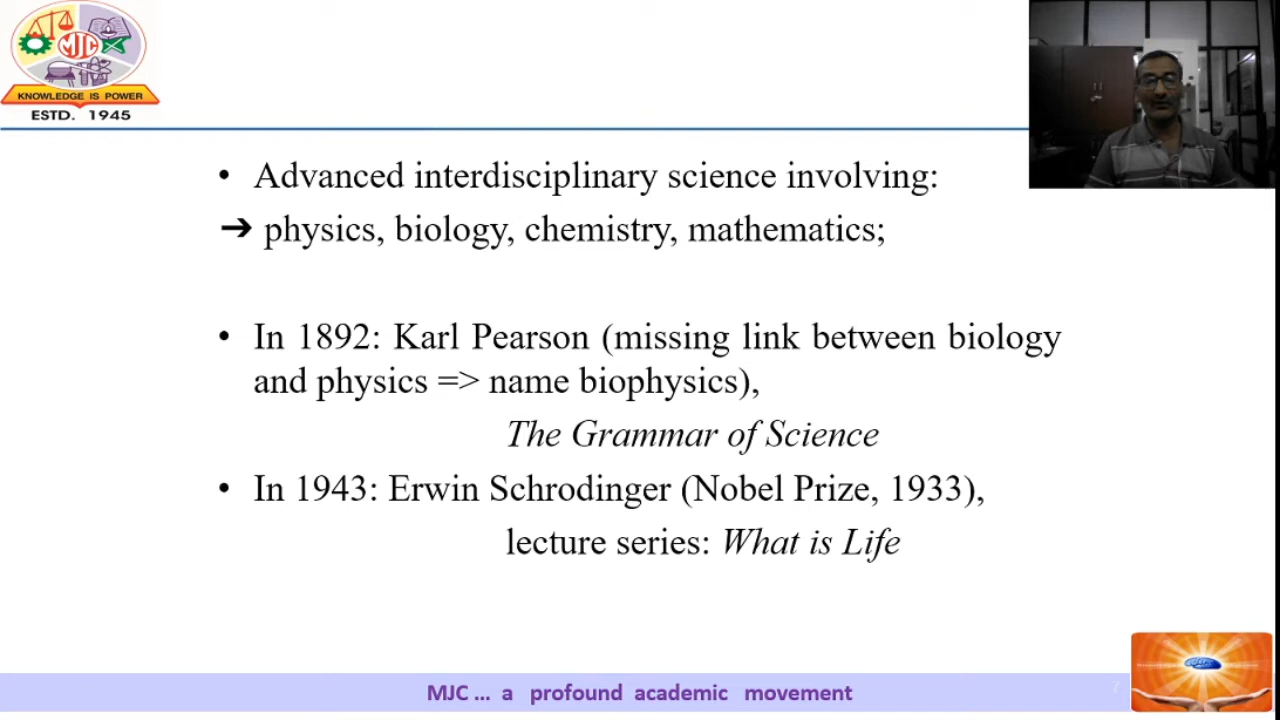 MJC
KNOWLEDGE IS POWER
ESTD. 1945
• Advanced interdisciplinary science involving:
➔ physics, biology, chemistry, mathematics;
• In 1892: Karl Pearson (missing link between biology
and physics => name biophysics),
The Grammar of Science
• In 1943: Erwin Schrodinger (Nobel Prize, 1933),
lecture series: What is Life
MJC ... a profound academic movement
7